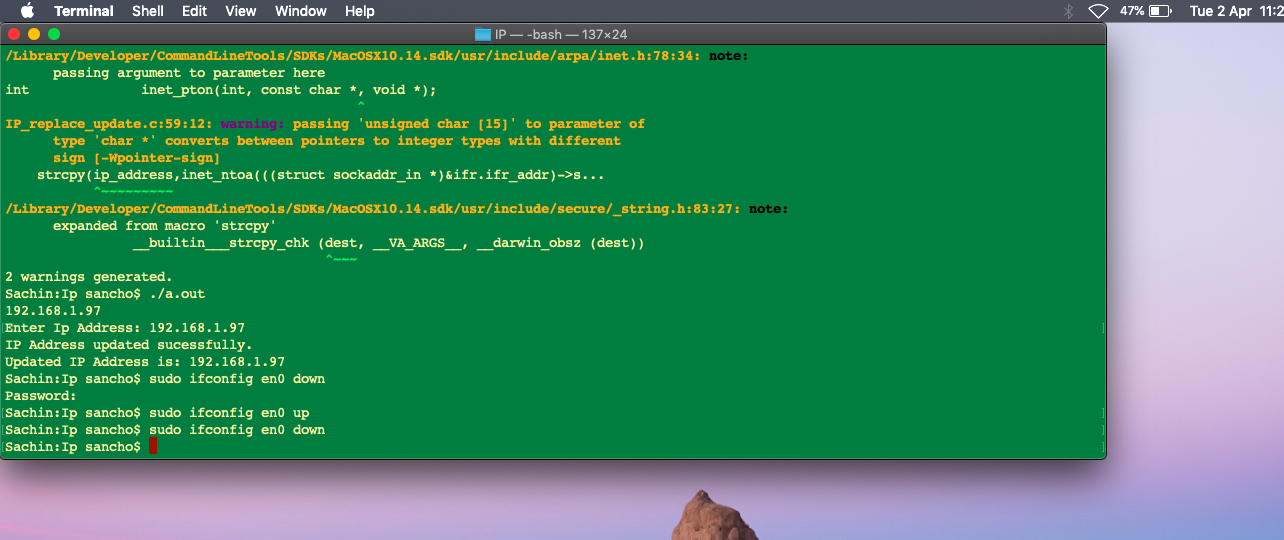 Terminal Shell Edit View Window Help 47% Tue 2 Apr 11:2
IP — -bash — 137×24
/Library/Developer/CommandLineTools/SDKs/MacOSX10.14.sdk/usr/include/arpa/inet.h:78:34: note:
passing argument to parameter here
int inet_pton(int, const char *, void *);
^
IP_replace_update.c:59:12: warning: passing 'unsigned char [15]' to parameter of
type 'char *' converts between pointers to integer types with different
sign [-Wpointer-sign]
strcpy(ip_address,inet_ntoa(((struct sockaddr_in *)&ifr.ifr_addr)->s...
^~~~~~~~~~
/Library/Developer/CommandLineTools/SDKs/MacOSX10.14.sdk/usr/include/secure/_string.h:83:27: note:
expanded from macro 'strcpy'
__builtin___strcpy_chk (dest, __VA_ARGS__, __darwin_obsz (dest))
^~~~
2 warnings generated.
Sachin:Ip sancho$ ./a.out
192.168.1.97
[Enter Ip Address: 192.168.1.97 ]
IP Address updated sucessfully.
Updated IP Address is: 192.168.1.97
Sachin:Ip sancho$ sudo ifconfig en0 down
Password:
[Sachin:Ip sancho$ sudo ifconfig en0 up ]
[Sachin:Ip sancho$ sudo ifconfig en0 down ]
[Sachin:Ip sancho$ ]